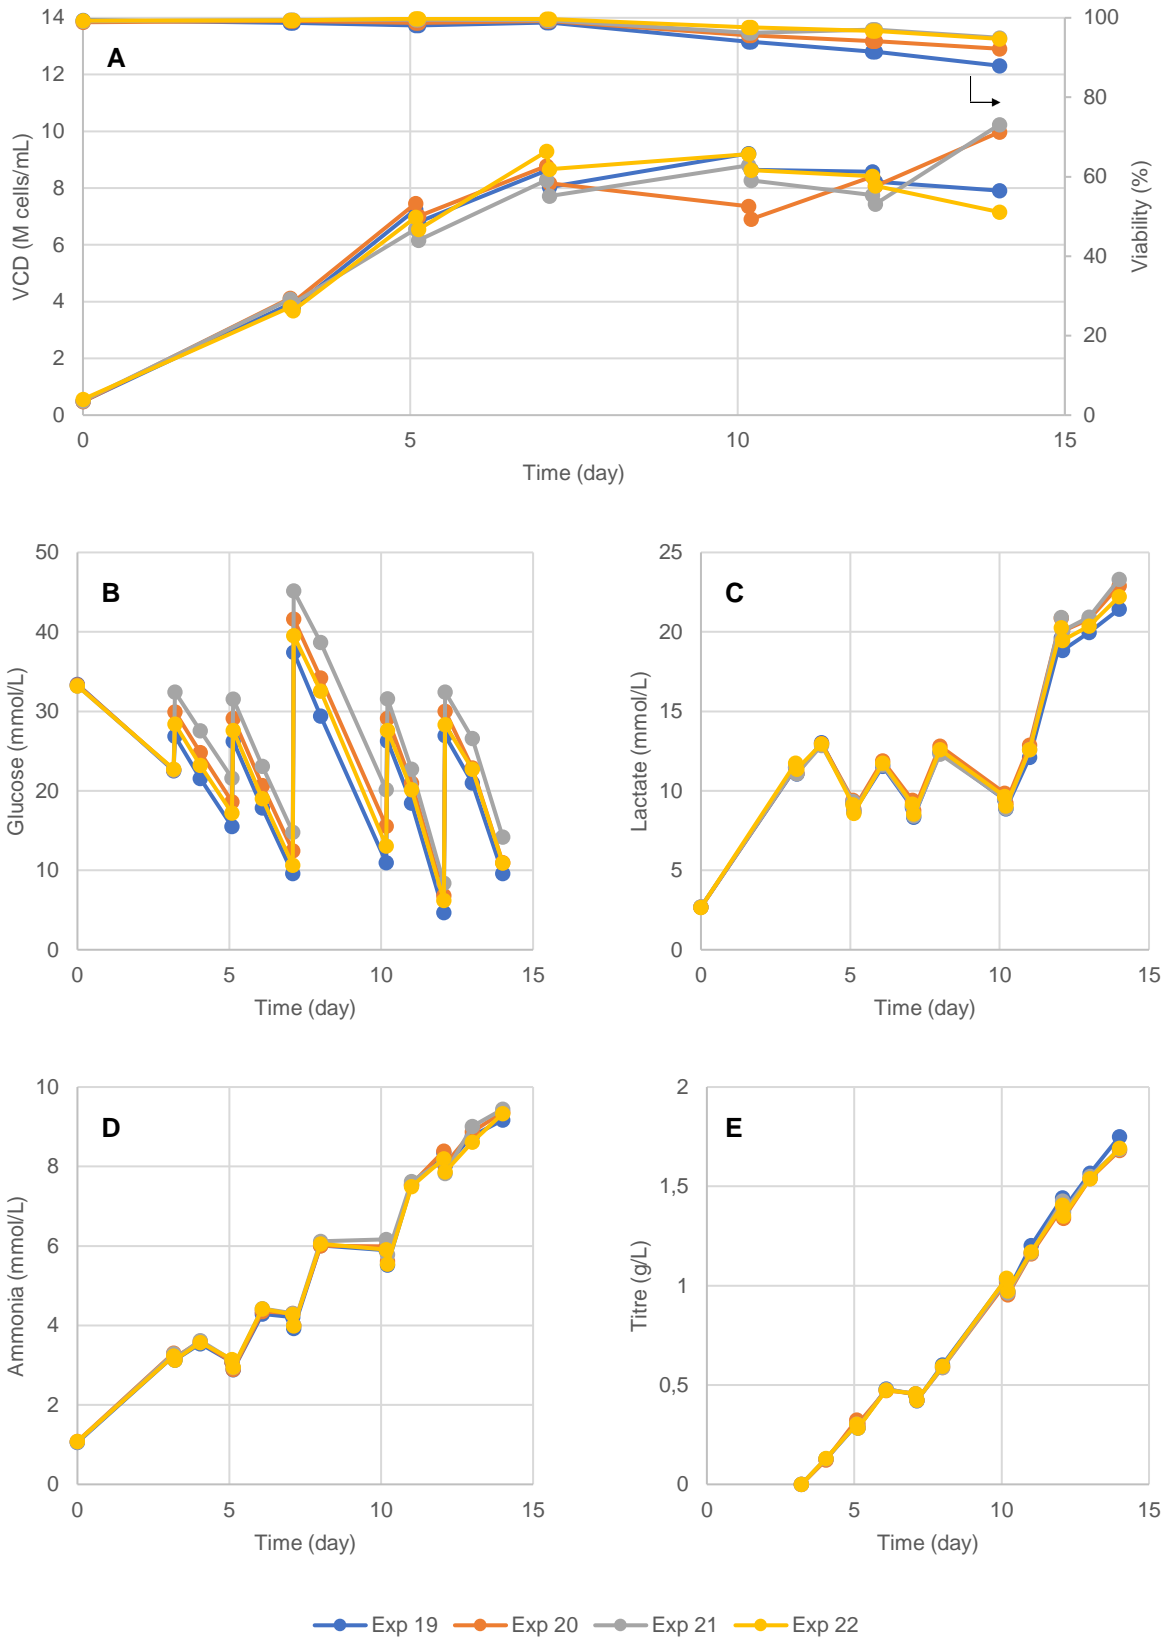 A
14
12
10
8
6
4
2
0
VCD (M cells/mL)
100
80
60
40
20
0
Viability (%)
0 5 10 15
Time (day)
B
50
40
30
20
10
0
Glucose (mmol/L)
0 5 10 15
Time (day)
C
25
20
15
10
5
0
Lactate (mmol/L)
0 5 10 15
Time (day)
D
10
8
6
4
2
0
Ammonia (mmol/L)
0 5 10 15
Time (day)
E
2
1,5
1
0,5
0
Titre (g/L)
0 5 10 15
Time (day)
Exp 19 Exp 20 Exp 21 Exp 22